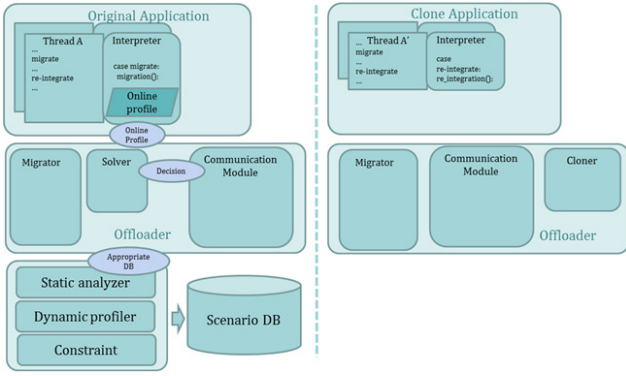 Original Application
Thread A
...
migrate
...
re-integrate
...
Interpreter
case migrate:
migration();
Online
profile
Online
Profile
Migrator
Solver
Decision
Communication
Module
Offloader
Appropriate
DB
Static analyzer
Dynamic profiler
Constraint
Scenario DB
Clone Application
... Thread A'
migrate
...
re-integrate
...
Interpreter
case
re-integrate:
re_integration();
Migrator
Communication
Module
Cloner
Offloader